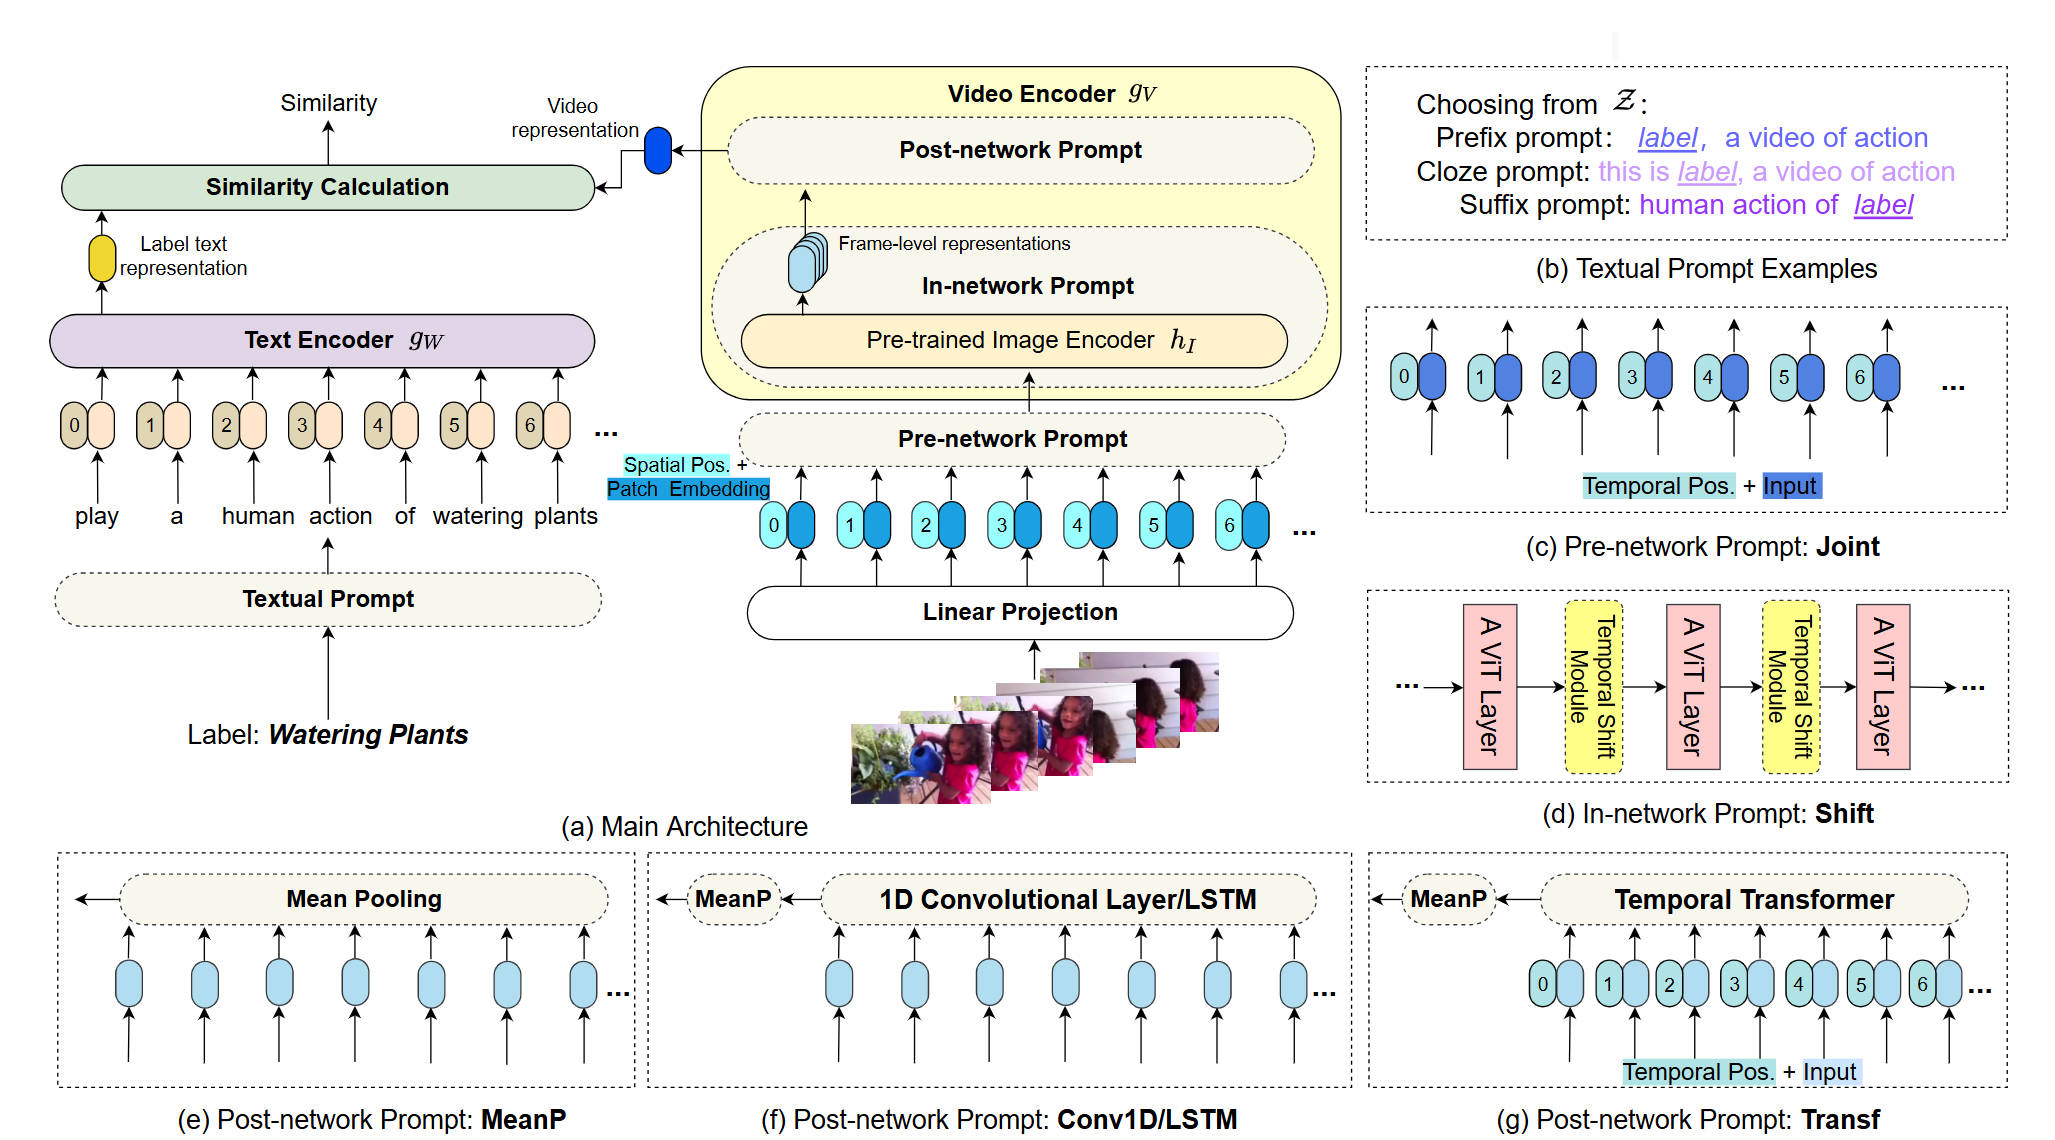 Similarity
Similarity Calculation
Label text
representation
Text Encoder g_W
0 1 2 3 4 5 6 ...
play a human action of watering plants
Textual Prompt
Label: Watering Plants
Video
representation
Video Encoder g_V
Post-network Prompt
Frame-level representations
In-network Prompt
Pre-trained Image Encoder h_I
Pre-network Prompt
Spatial Pos. +
Patch Embedding
0 1 2 3 4 5 6 ...
Linear Projection
(a) Main Architecture
Choosing from Z:
Prefix prompt: label, a video of action
Cloze prompt: this is label, a video of action
Suffix prompt: human action of label
(b) Textual Prompt Examples
0 1 2 3 4 5 6 ...
Temporal Pos. + Input
(c) Pre-network Prompt: Joint
...
A ViT Layer
Temporal Shift
Module
A ViT Layer
Temporal Shift
Module
A ViT Layer
...
(d) In-network Prompt: Shift
Mean Pooling
...
(e) Post-network Prompt: MeanP
MeanP
1D Convolutional Layer/LSTM
...
(f) Post-network Prompt: Conv1D/LSTM
MeanP
Temporal Transformer
0 1 2 3 4 5 6 ...
Temporal Pos. + Input
(g) Post-network Prompt: Transf